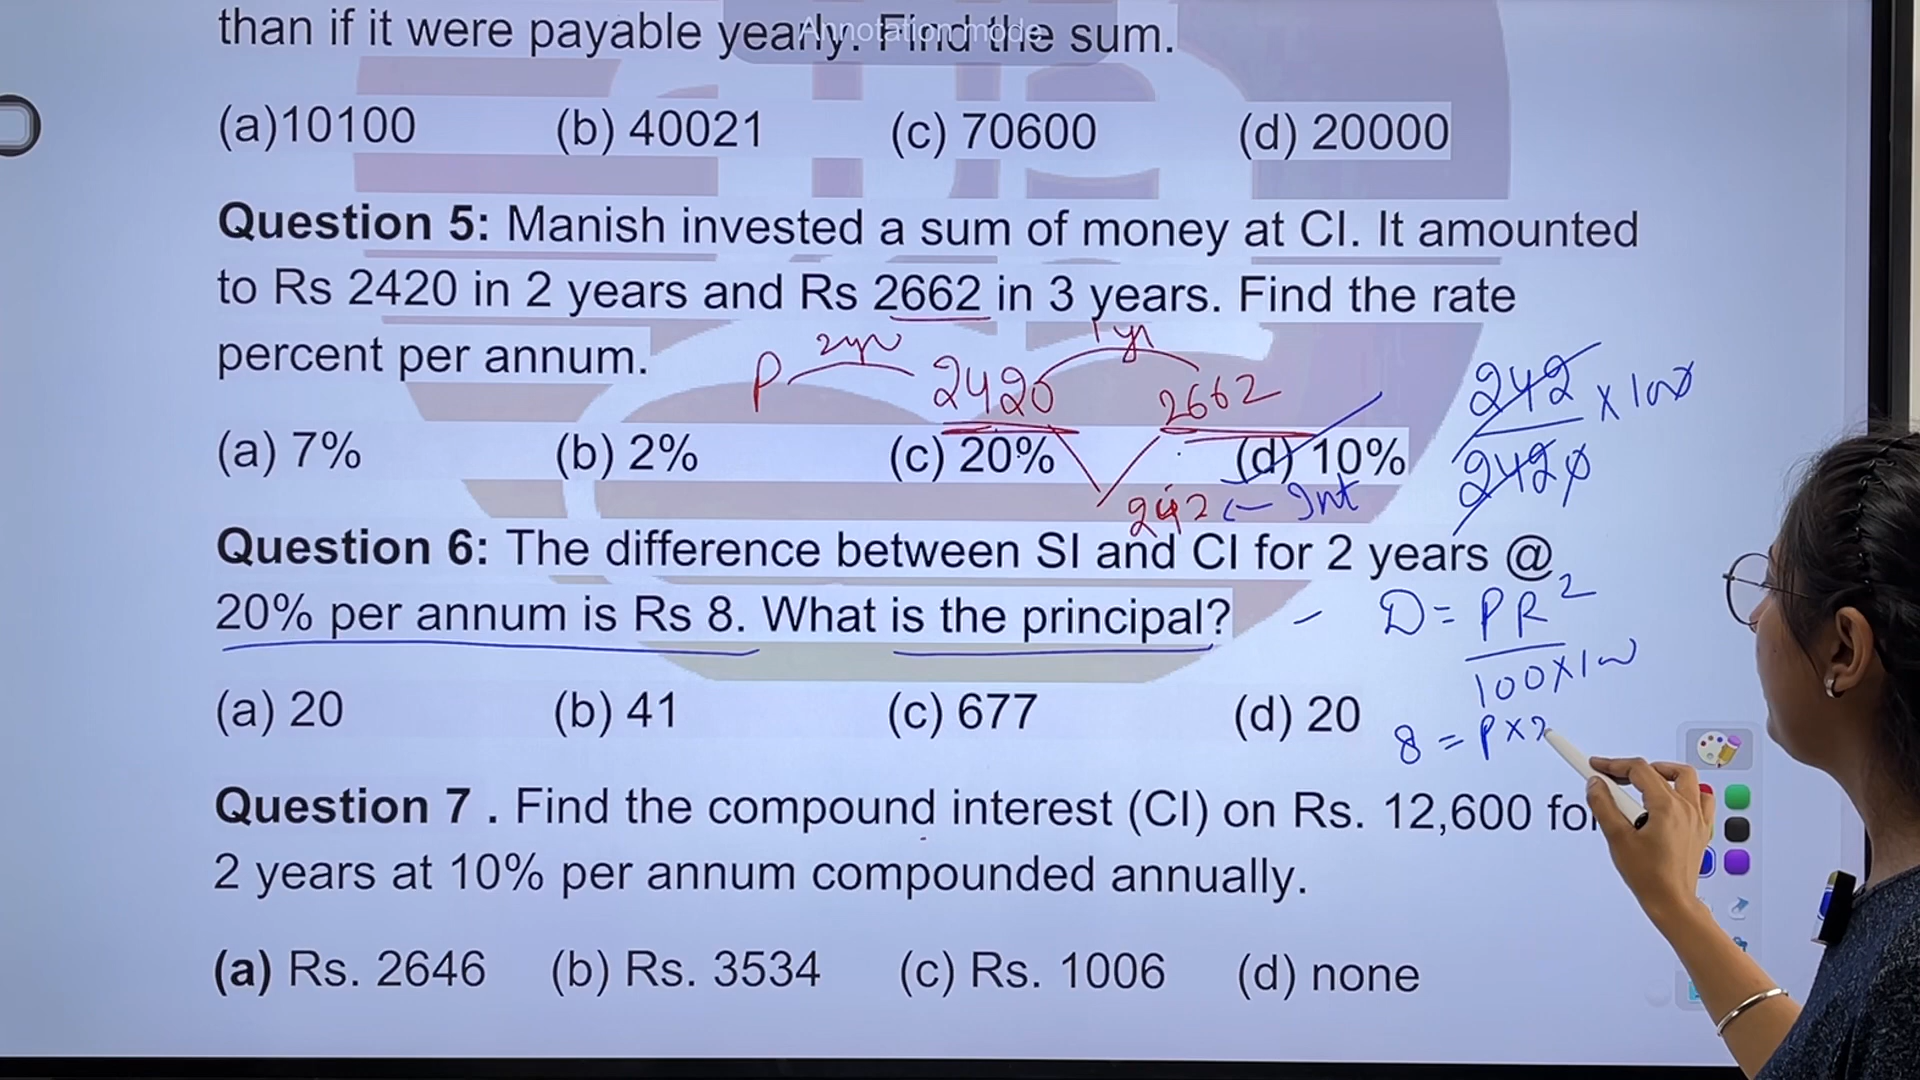 than if it were payable yearly. Find the sum.
Annotation mode
(a)10100 (b) 40021 (c) 70600 (d) 20000
Question 5: Manish invested a sum of money at CI. It amounted
to Rs 2420 in 2 years and Rs 2662 in 3 years. Find the rate
percent per annum.
P 2yr 2420 1yr 2662
242 × 100
2420
(a) 7% (b) 2% (c) 20% (d) 10%
242 ← Int
Question 6: The difference between SI and CI for 2 years @
20% per annum is Rs 8. What is the principal?
D = PR²
100×100
(a) 20 (b) 41 (c) 677 (d) 20
8 = P×2
Question 7 . Find the compound interest (CI) on Rs. 12,600 for
2 years at 10% per annum compounded annually.
(a) Rs. 2646 (b) Rs. 3534 (c) Rs. 1006 (d) none